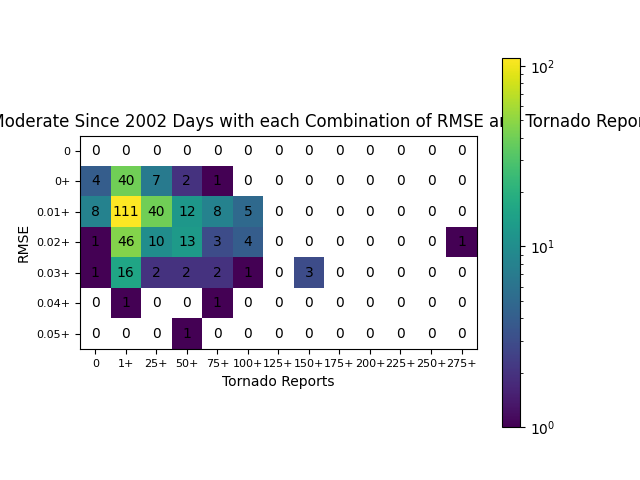 Moderate Since 2002 Days with each Combination of RMSE an Tornado Repor
RMSE
0 0 0 0 0 0 0 0 0 0 0 0 0 0
0+ 4 40 7 2 1 0 0 0 0 0 0 0 0
0.01+ 8 111 40 12 8 5 0 0 0 0 0 0 0
0.02+ 1 46 10 13 3 4 0 0 0 0 0 0 1
0.03+ 1 16 2 2 2 1 0 3 0 0 0 0 0
0.04+ 0 1 0 0 1 0 0 0 0 0 0 0 0
0.05+ 0 0 0 1 0 0 0 0 0 0 0 0 0
0 1+ 25+ 50+ 75+ 100+ 125+ 150+ 175+ 200+ 225+ 250+ 275+
Tornado Reports
10²
10¹
10⁰